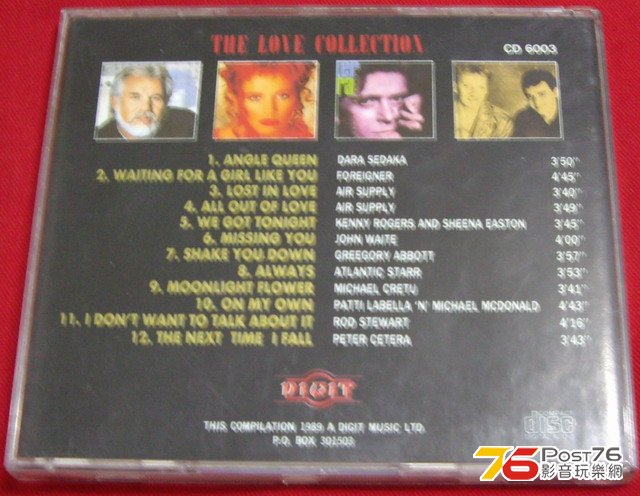 THE LOVE COLLECTION
CD 6003
1. ANGLE QUEEN DARA SEDAKA 3'50"
2. WAITING FOR A GIRL LIKE YOU FOREIGNER 4'45"
3. LOST IN LOVE AIR SUPPLY 3'40"
4. ALL OUT OF LOVE AIR SUPPLY 3'49"
5. WE GOT TONIGHT KENNY ROGERS AND SHEENA EASTON 3'45"
6. MISSING YOU JOHN WAITE 4'00"
7. SHAKE YOU DOWN GREEGORY ABBOTT 3'57"
8. ALWAYS ATLANTIC STARR 3'53"
9. MOONLIGHT FLOWER MICHAEL CRETU 3'41"
10. ON MY OWN PATTI LABELLA 'N' MICHAEL MCDONALD 4'43"
11. I DON'T WANT TO TALK ABOUT IT ROD STEWART 4'16"
12. THE NEXT TIME I FALL PETER CETERA 3'43"
DIGIT
THIS COMPILATION 1989 A DIGIT MUSIC LTD.
P.O. BOX 301503
COMPACT
disc
76 Post76
影音玩樂網